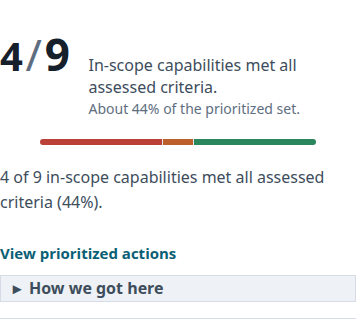 4/9
In-scope capabilities met all
assessed criteria.
About 44% of the prioritized set.
4 of 9 in-scope capabilities met all assessed
criteria (44%).
View prioritized actions
► How we got here